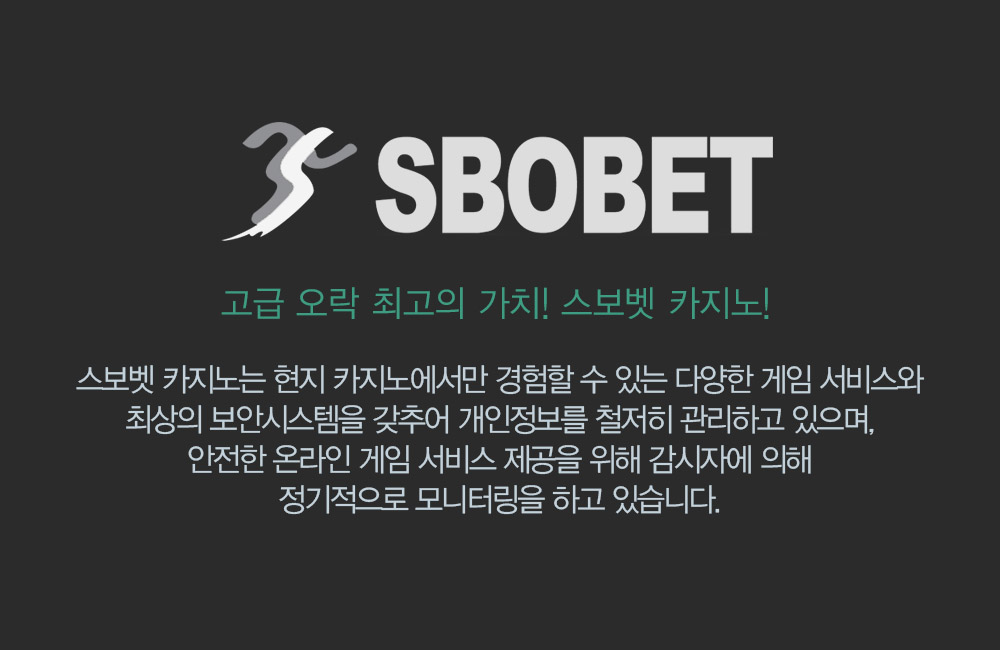 SBOBET
고급 오락 최고의 가치! 스보벳 카지노!
스보벳 카지노는 현지 카지노에서만 경험할 수 있는 다양한 게임 서비스와
최상의 보안시스템을 갖추어 개인정보를 철저히 관리하고 있으며,
안전한 온라인 게임 서비스 제공을 위해 감시자에 의해
정기적으로 모니터링을 하고 있습니다.